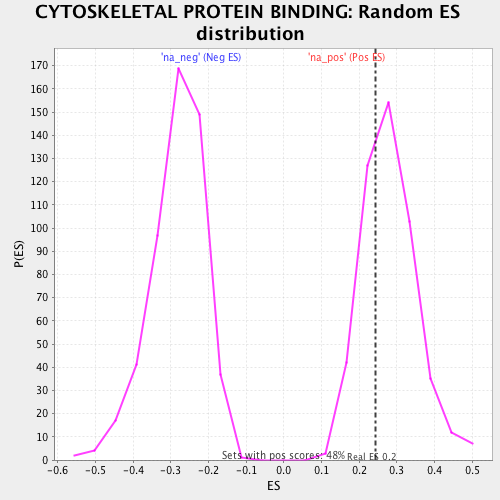 CYTOSKELETAL PROTEIN BINDING: Random ES
distribution
'na_neg' (Neg ES)
'na_pos' (Pos ES)
170
160
150
140
130
120
110
100
90
80
70
60
50
40
30
20
10
0
P(ES)
Sets with pos scores: 48%
Real ES 0.2
-0.6 -0.5 -0.4 -0.3 -0.2 -0.1 0.0 0.1 0.2 0.3 0.4 0.5
ES